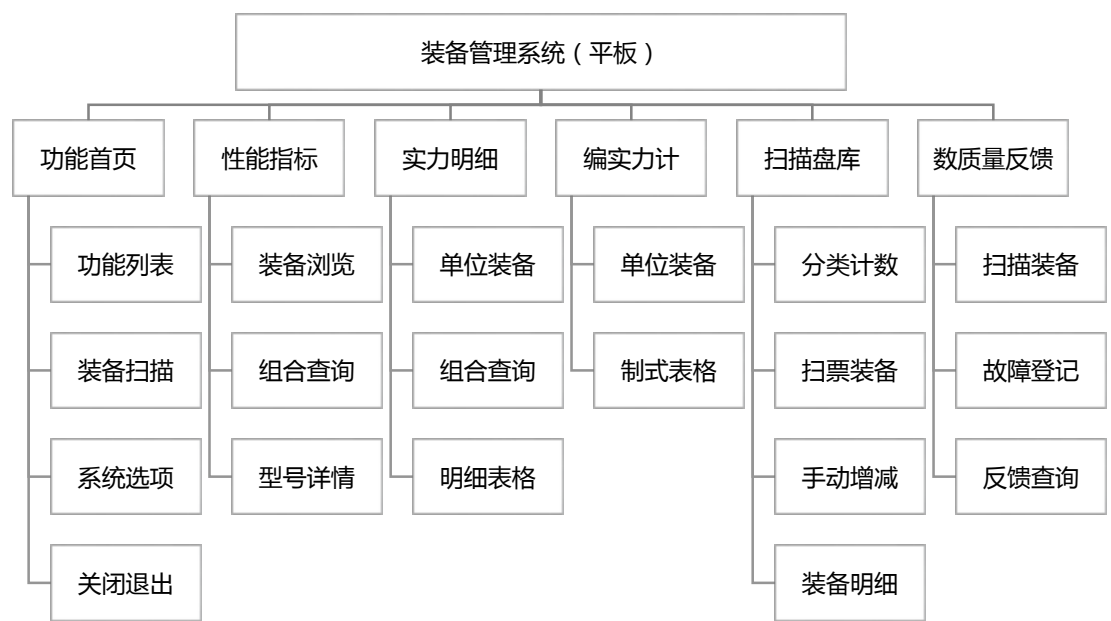 装备管理系统（平板）
功能首页
性能指标
实力明细
编实力计
扫描盘库
数质量反馈
功能列表
装备浏览
单位装备
单位装备
分类计数
扫描装备
装备扫描
组合查询
组合查询
制式表格
扫票装备
故障登记
系统选项
型号详情
明细表格
手动增减
反馈查询
关闭退出
装备明细